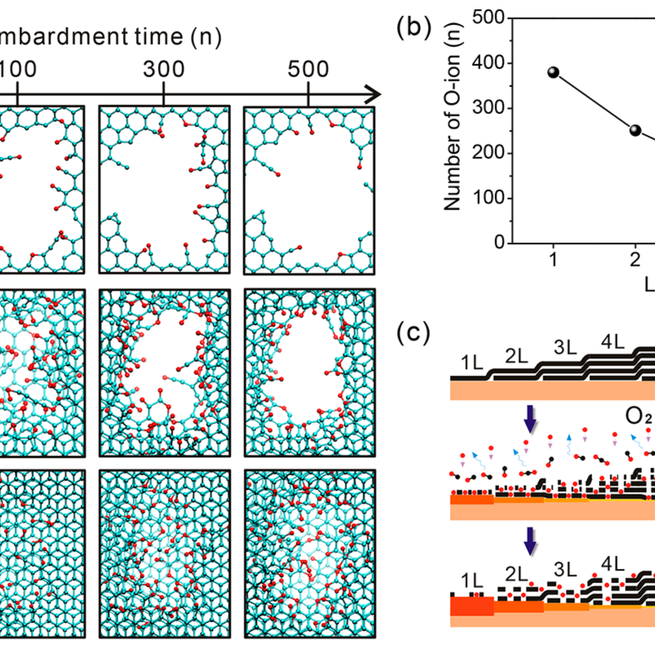 mbardment time (n)
100
300
500
(b)
Number of O-ion (n)
500
400
300
200
100
0
1
2
L
(c)
1L
2L
3L
4L
O₂
1L
2L
3L
4L